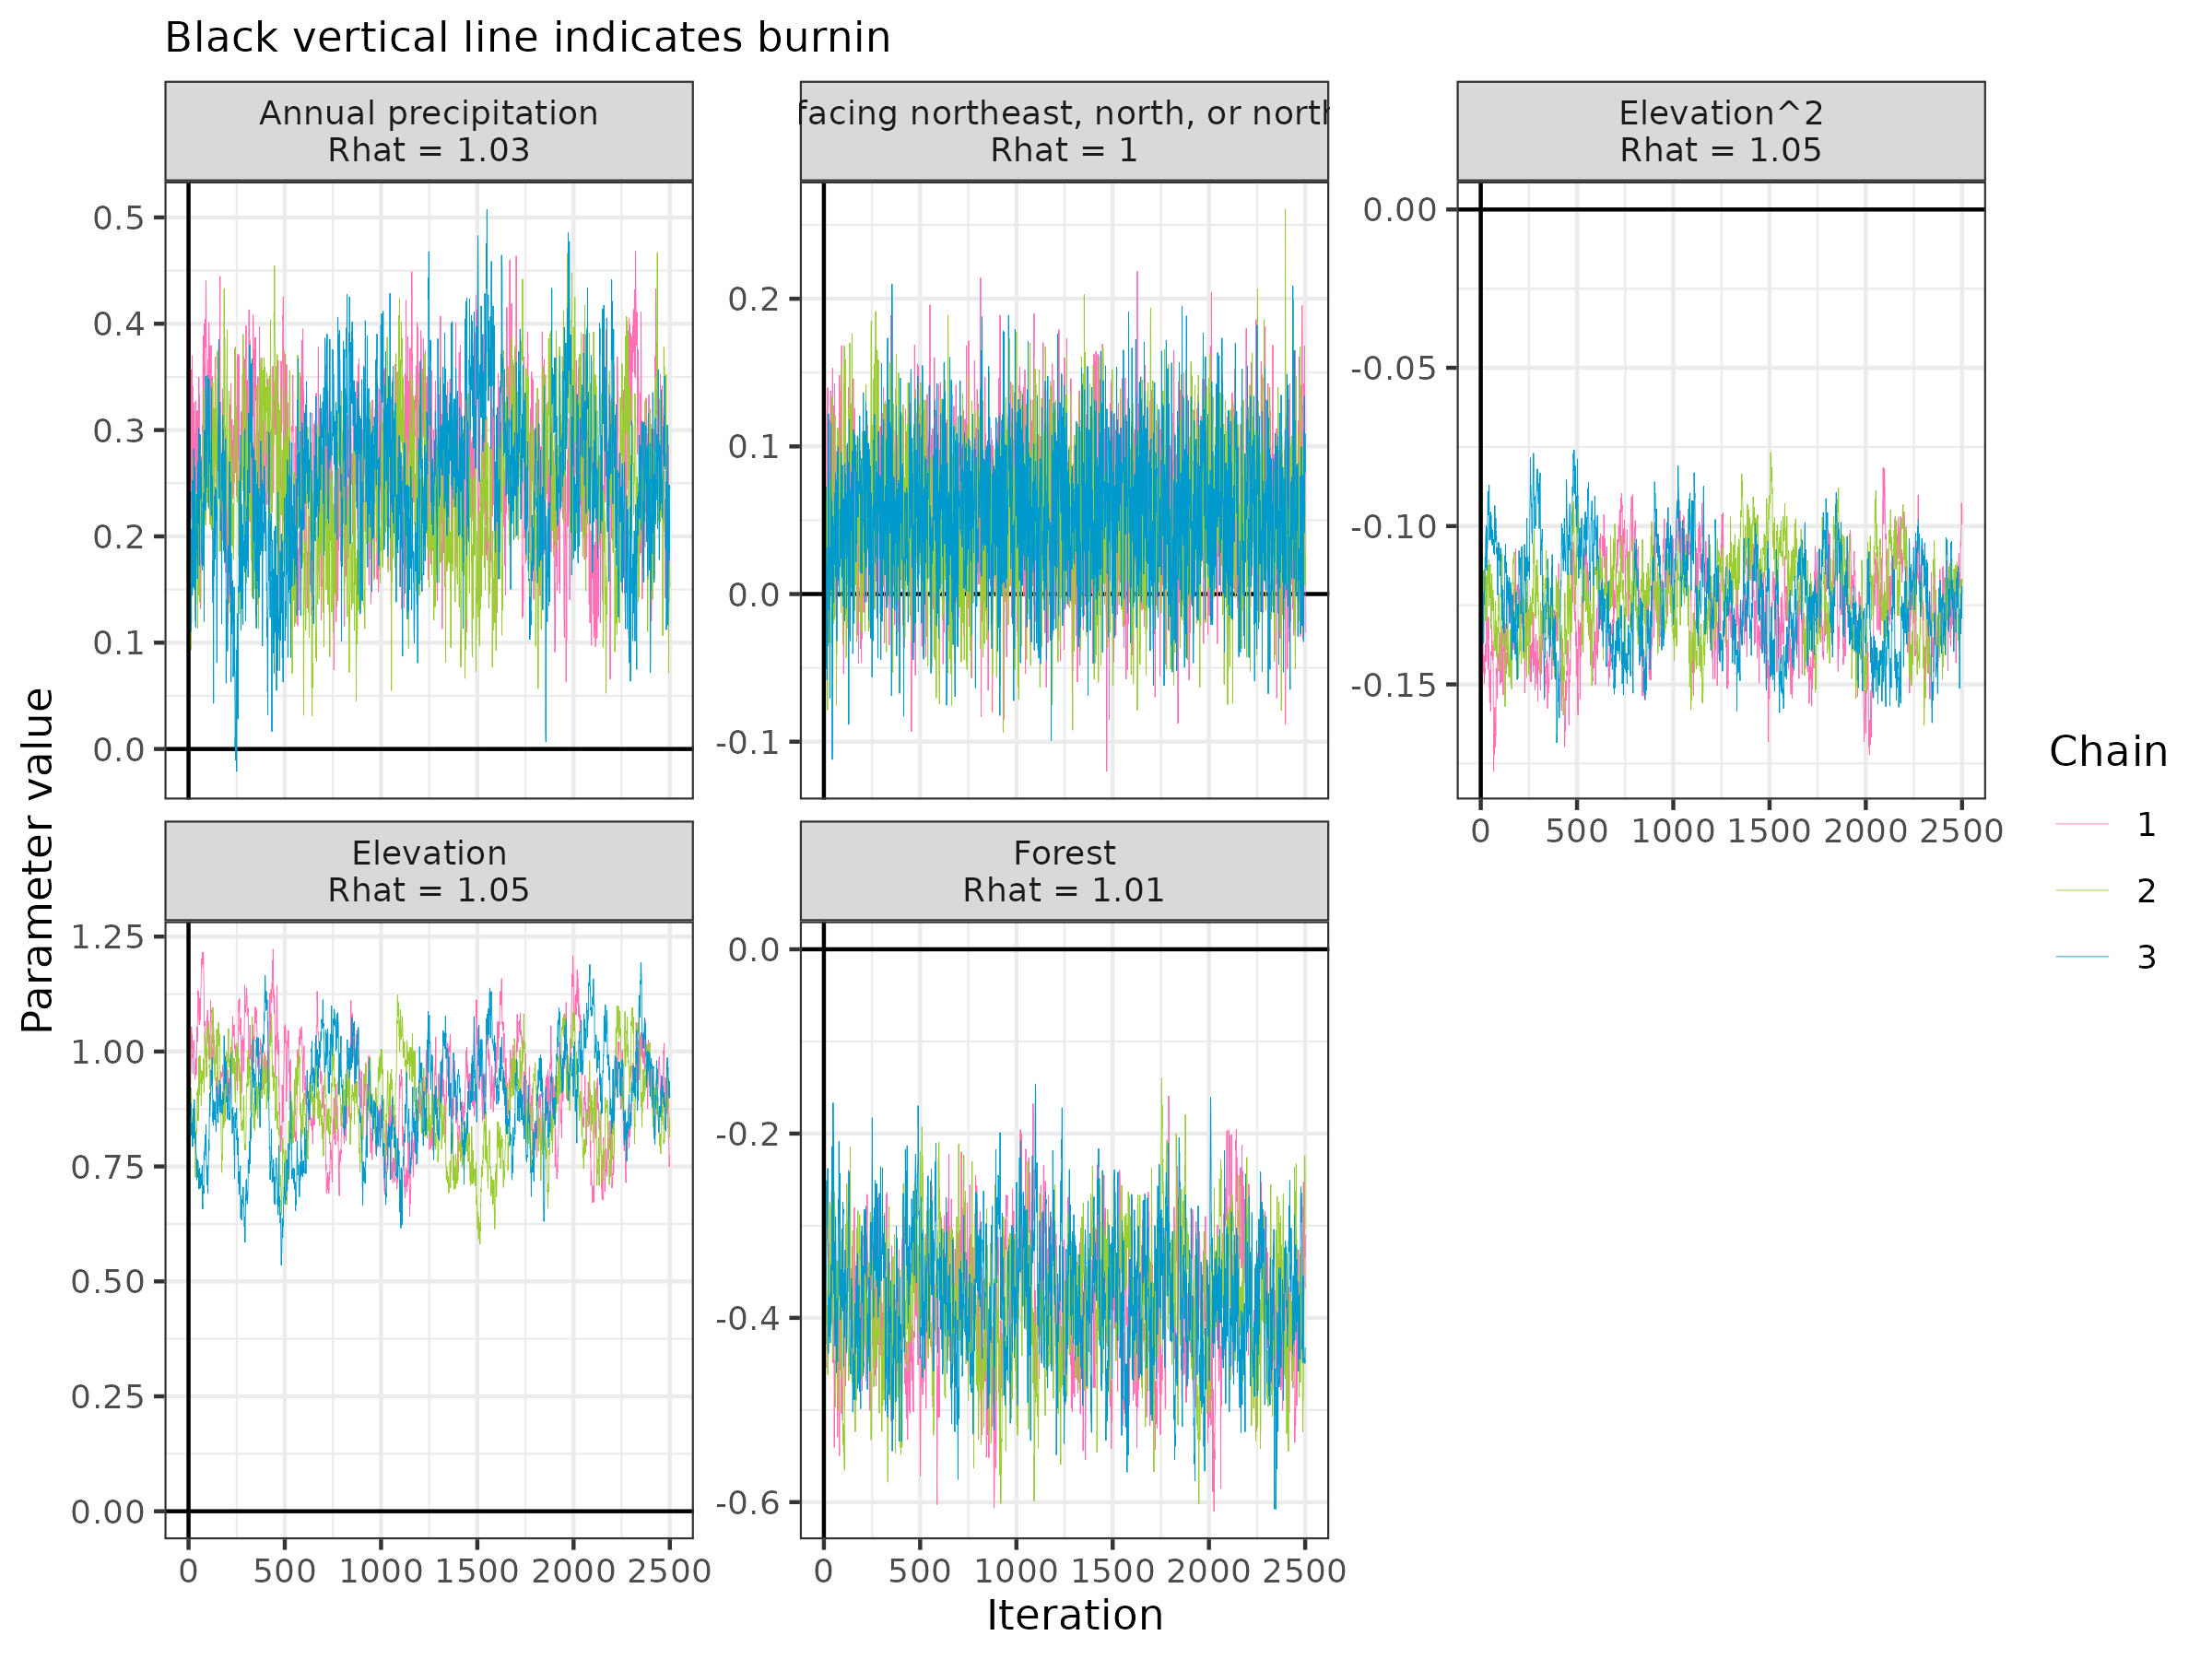 Black vertical line indicates burnin
Annual precipitation
Rhat = 1.03
facing northeast, north, or north
Rhat = 1
Elevation^2
Rhat = 1.05
0.5
0.4
0.3
0.2
0.1
0.0
0.2
0.1
0.0
-0.1
0.00
-0.05
-0.10
-0.15
0 500 1000 1500 2000 2500
Parameter value
Elevation
Rhat = 1.05
Forest
Rhat = 1.01
1.25
1.00
0.75
0.50
0.25
0.00
0.0
-0.2
-0.4
-0.6
0 500 1000 1500 2000 2500
0 500 1000 1500 2000 2500
Iteration
Chain
1
2
3